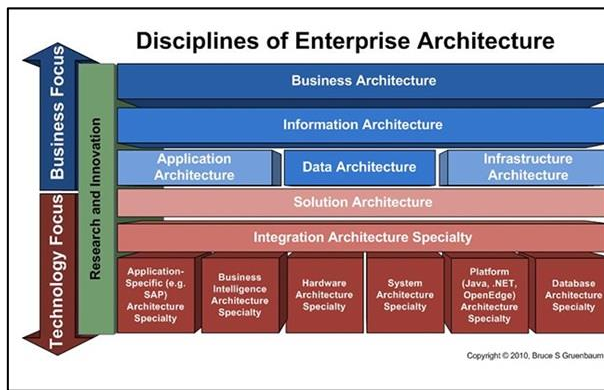 Disciplines of Enterprise Architecture
Business Focus
Technology Focus
Research and Innovation
Business Architecture
Information Architecture
Application
Architecture
Data Architecture
Infrastructure
Architecture
Solution Architecture
Integration Architecture Specialty
Application-
Specific (e.g.
SAP)
Architecture
Specialty
Business
Intelligence
Architecture
Specialty
Hardware
Architecture
Specialty
System
Architecture
Specialty
Platform
(Java, .NET,
OpenEdge)
Architecture
Specialty
Database
Architecture
Specialty
Copyright © 2010, Bruce S Gruenbaum